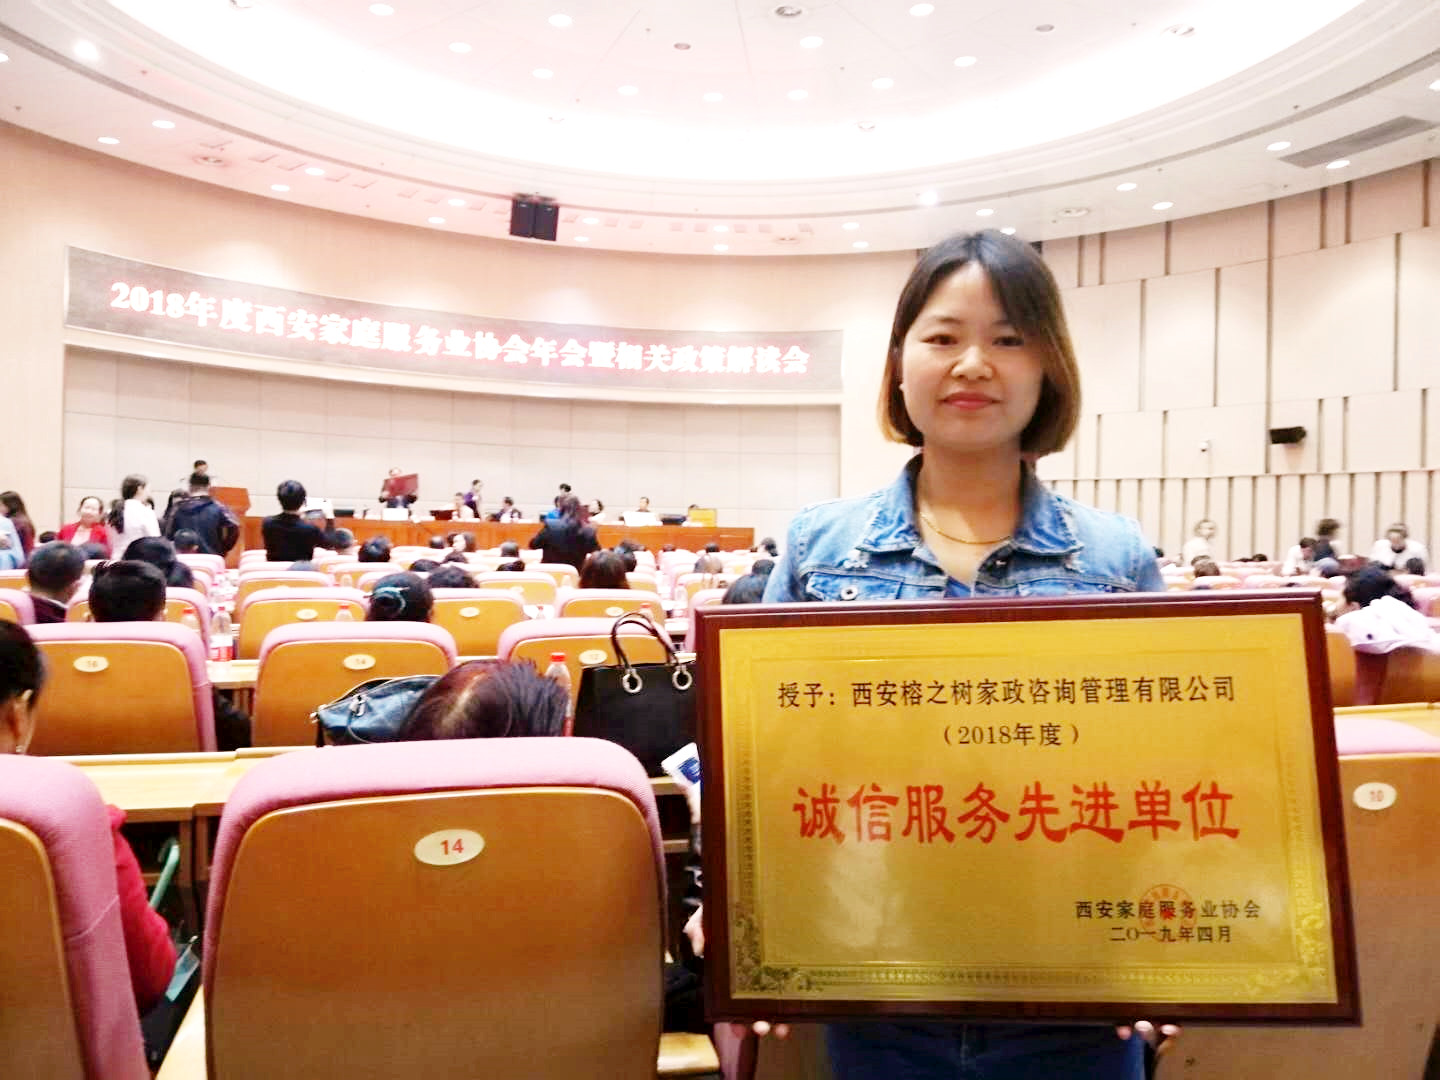 2018年度西安家庭服务业协会年会暨相关政策解读会
授予：西安榕之树家政咨询管理有限公司
（2018年度）
诚信服务先进单位
西安家庭服务业协会
二〇一九年四月
16
14
12
14
10